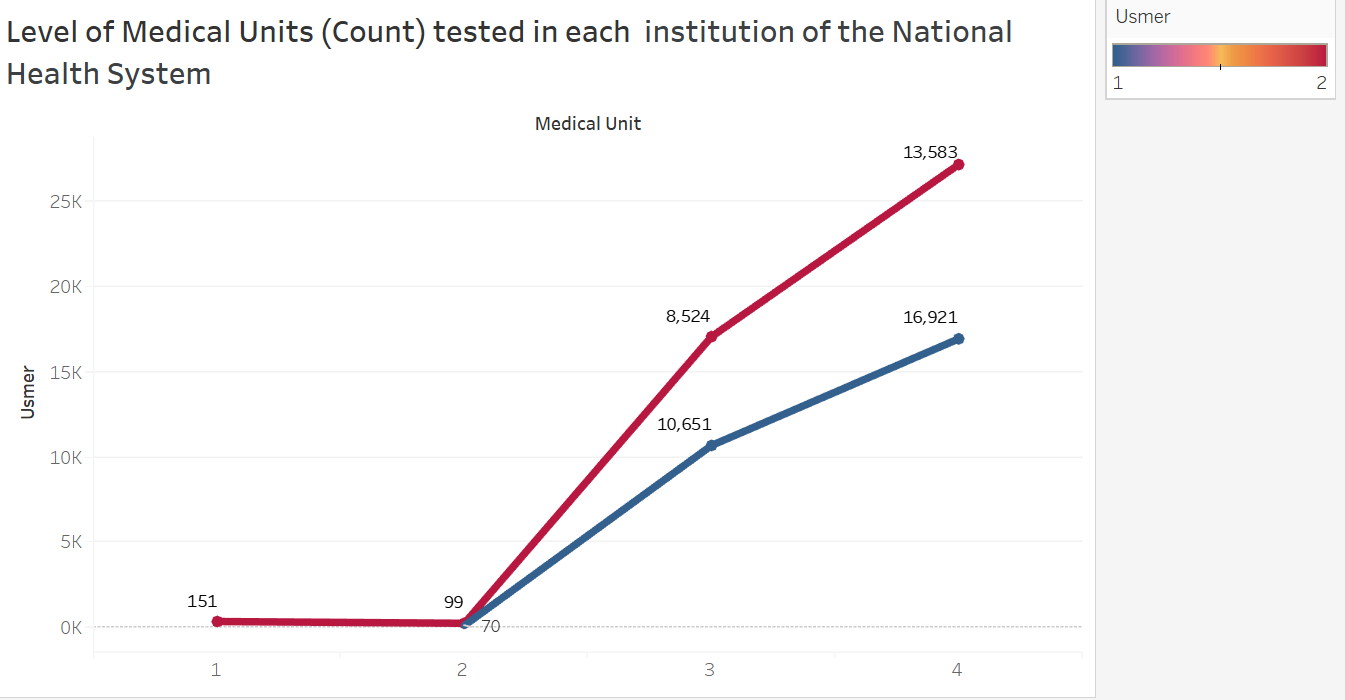 Level of Medical Units (Count) tested in each  institution of the National
Health System
Usmer
1
2
Medical Unit
Usmer
25K
20K
15K
10K
5K
0K
13,583
8,524
16,921
10,651
151
99
70
1
2
3
4